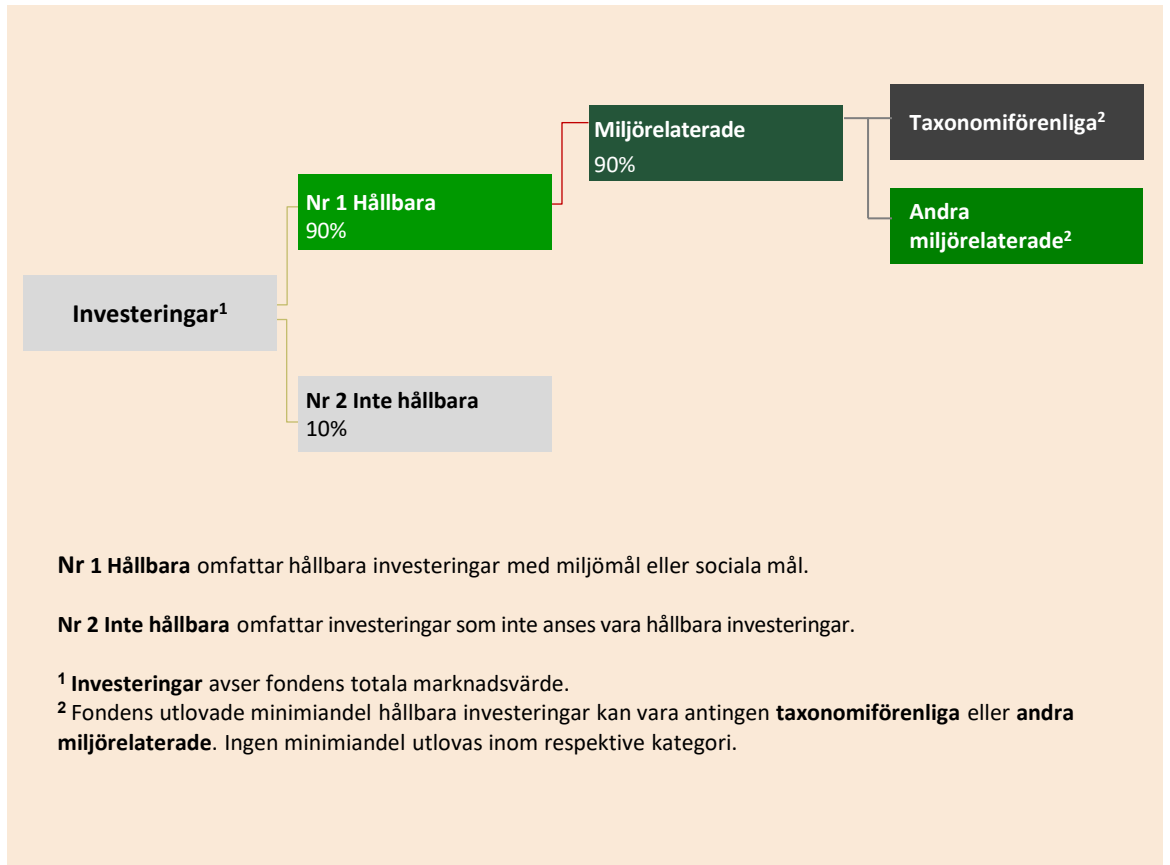 Miljörelaterade
90%
Taxonomiförenliga²
Nr 1 Hållbara
90%
Andra
miljörelaterade²
Investeringar¹
Nr 2 Inte hållbara
10%
Nr 1 Hållbara omfattar hållbara investeringar med miljömål eller sociala mål.
Nr 2 Inte hållbara omfattar investeringar som inte anses vara hållbara investeringar.
¹ Investeringar avser fondens totala marknadsvärde.
² Fondens utlovade minimiandel hållbara investeringar kan vara antingen taxonomiförenliga eller andra
miljörelaterade. Ingen minimiandel utlovas inom respektive kategori.